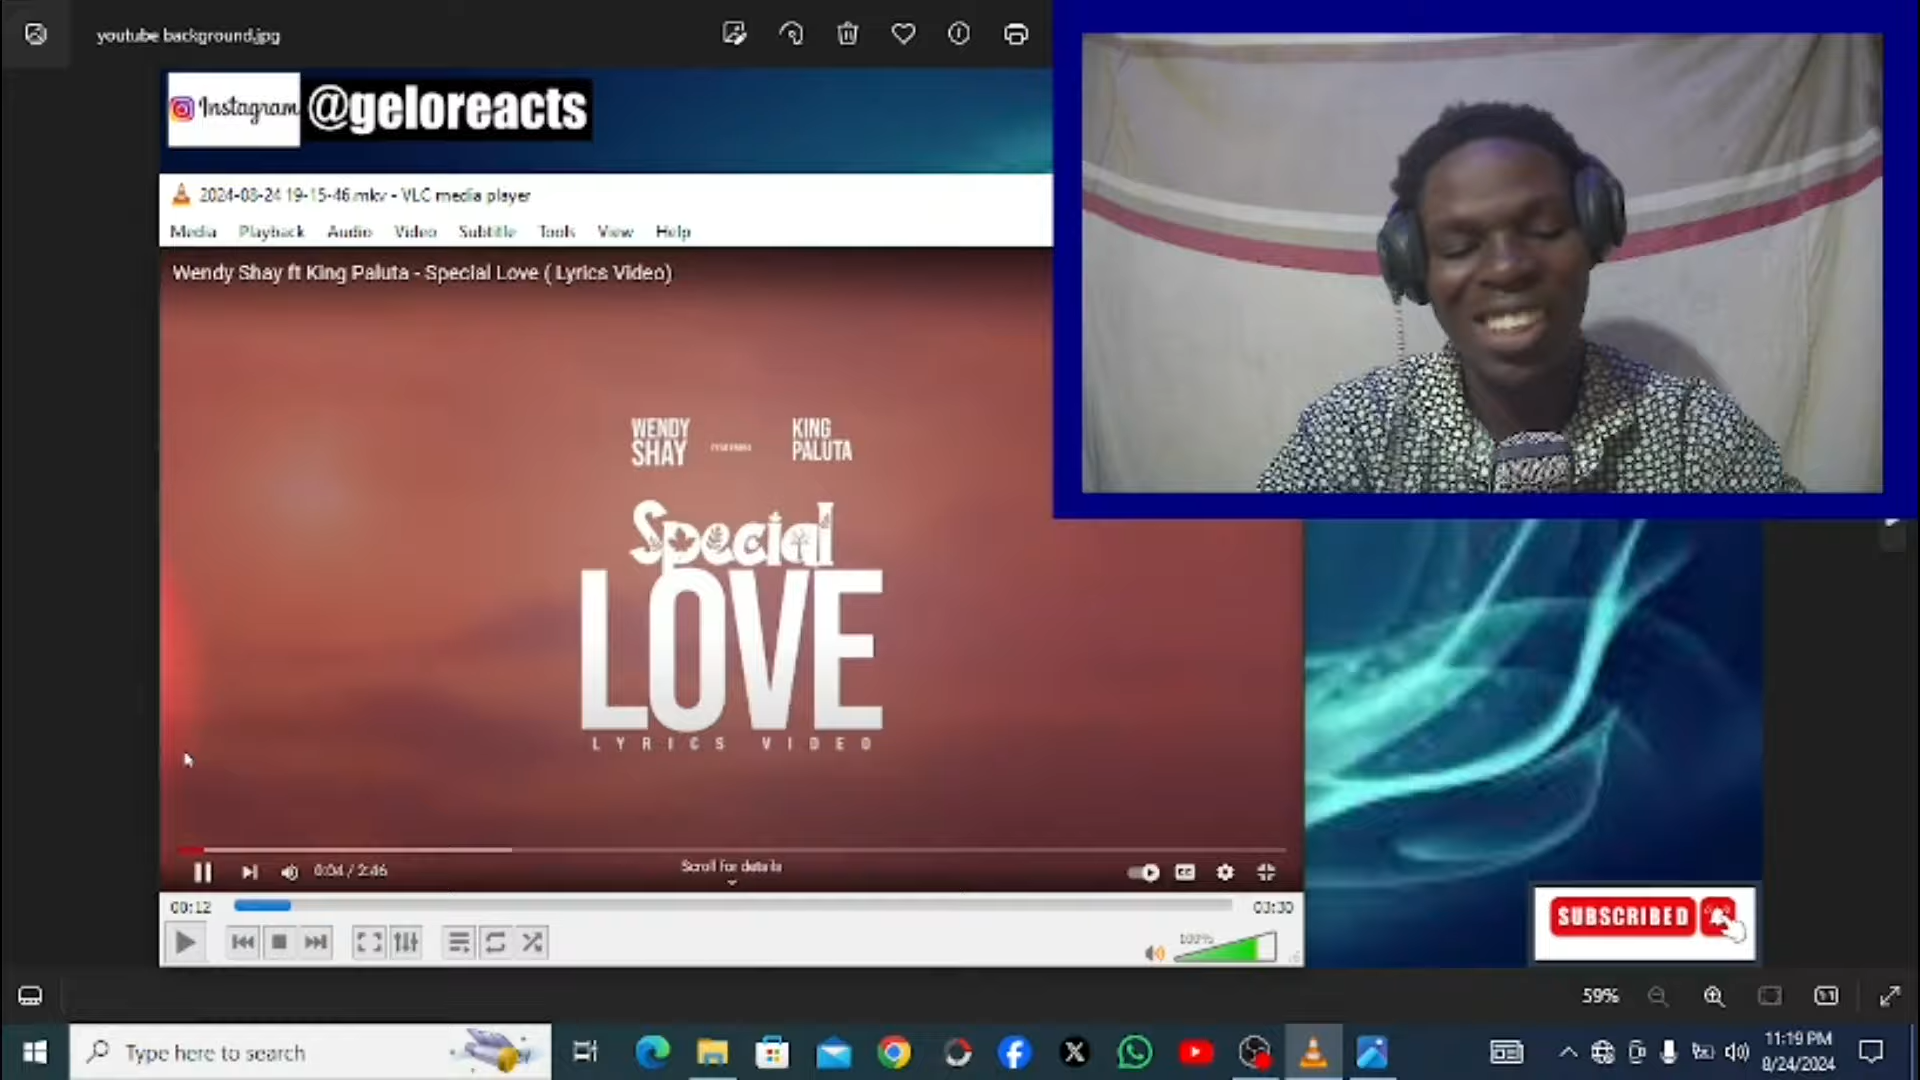 youtube background.jpg
Instagram
@geloreacts
2024-08-24 19-15-46.mkv - VLC media player
Media Playback Audio Video Subtitle Tools View Help
Wendy Shay ft King Paluta - Special Love ( Lyrics Video)
WENDY SHAY
KING PALUTA
Special
LOVE
LYRICS VIDEO
0:04 / 2:46
Scroll for details
00:12
03:30
100%
SUBSCRIBED
59%
Type here to search
11:19 PM
8/24/2024